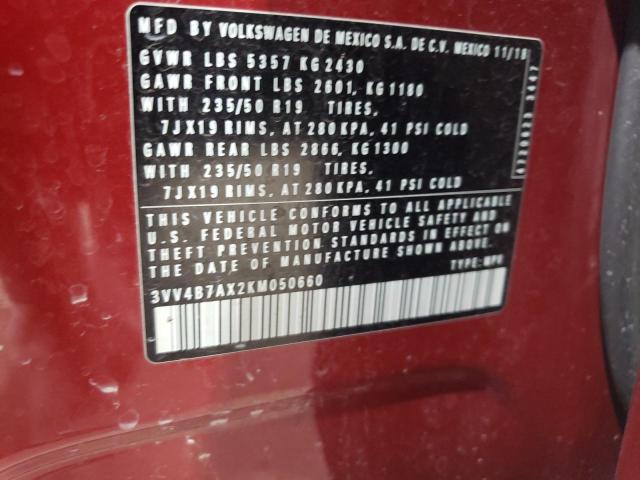 MFD BY VOLKSWAGEN DE MEXICO S.A. DE C.V. MEXICO 11/18
GVWR LBS 5357 KG 2430
GAWR FRONT LBS 2601, KG 1180
WITH 235/50 R19 TIRES,
7JX19 RIMS, AT 280 KPA, 41 PSI COLD
GAWR REAR LBS 2866, KG 1300
WITH 235/50 R19 TIRES,
7JX19 RIMS, AT 280 KPA, 41 PSI COLD
THIS VEHICLE CONFORMS TO ALL APPLICABLE
U.S. FEDERAL MOTOR VEHICLE SAFETY AND
THEFT PREVENTION STANDARDS IN EFFECT ON
THE DATE OF MANUFACTURE SHOWN ABOVE.
TYPE: MPV
3VV4B7AX2KM050660